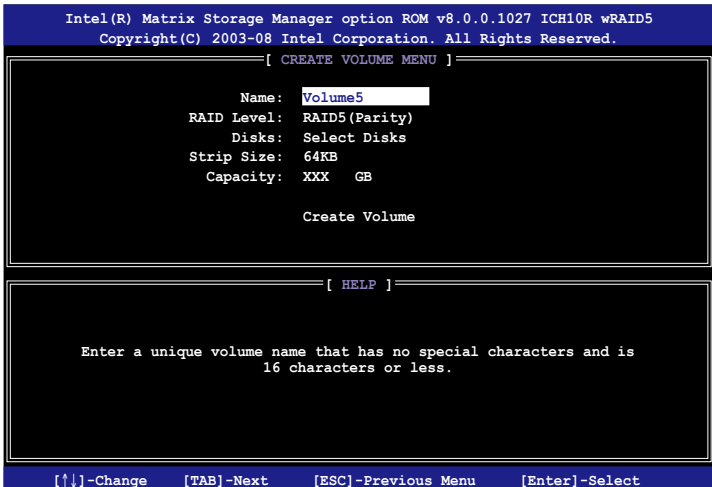 Intel(R) Matrix Storage Manager option ROM v8.0.0.1027 ICH10R wRAID5
Copyright(C) 2003-08 Intel Corporation. All Rights Reserved.
[ CREATE VOLUME MENU ]
Name: Volume5
RAID Level: RAID5(Parity)
Disks: Select Disks
Strip Size: 64KB
Capacity: XXX GB
Create Volume
[ HELP ]
Enter a unique volume name that has no special characters and is
16 characters or less.
[↑↓]-Change [TAB]-Next [ESC]-Previous Menu [Enter]-Select